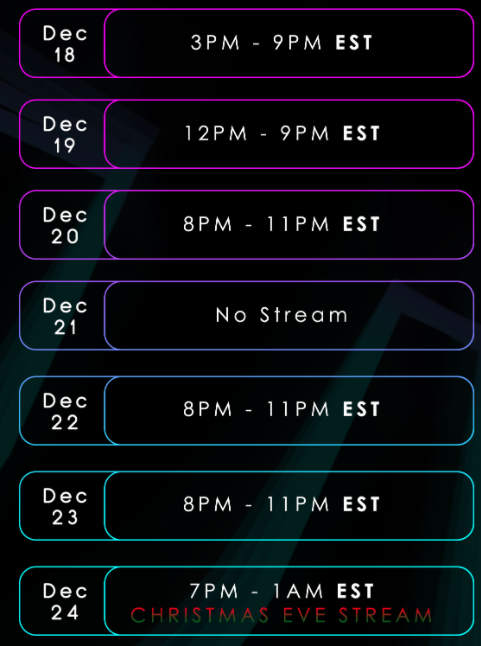 Dec
18
3PM - 9PM EST
Dec
19
12PM - 9PM EST
Dec
20
8PM - 11PM EST
Dec
21
No Stream
Dec
22
8PM - 11PM EST
Dec
23
8PM - 11PM EST
Dec
24
7PM - 1AM EST
CHRISTMAS EVE STREAM